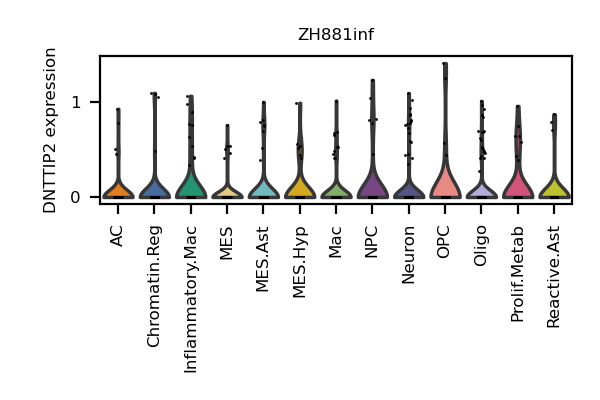 ZH881inf
DNTTIP2 expression
1
0
AC
Chromatin.Reg
Inflammatory.Mac
MES
MES.Ast
MES.Hyp
Mac
NPC
Neuron
OPC
Oligo
Prolif.Metab
Reactive.Ast